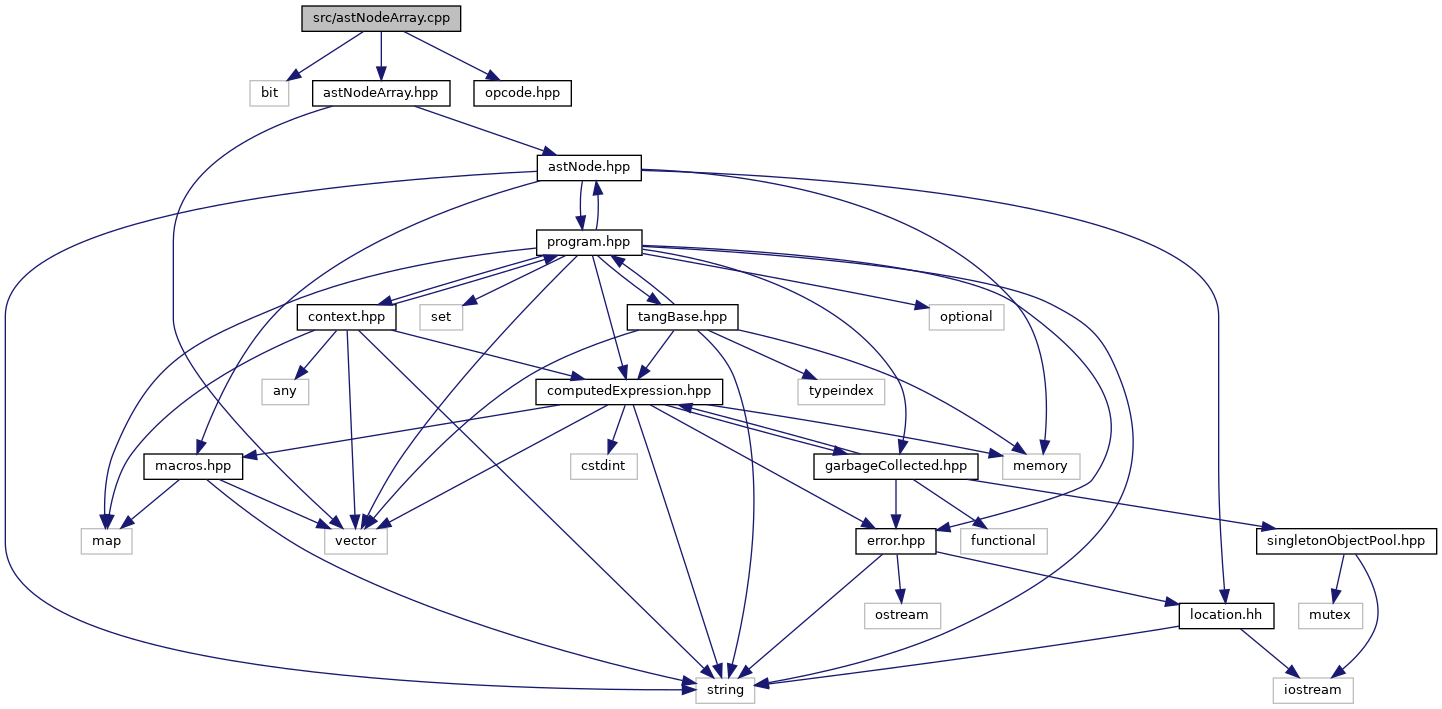 src/astNodeArray.cpp
bit
astNodeArray.hpp
opcode.hpp
astNode.hpp
program.hpp
context.hpp
set
tangBase.hpp
optional
any
computedExpression.hpp
typeindex
macros.hpp
cstdint
garbageCollected.hpp
memory
map
vector
error.hpp
functional
singletonObjectPool.hpp
ostream
location.hh
mutex
string
iostream